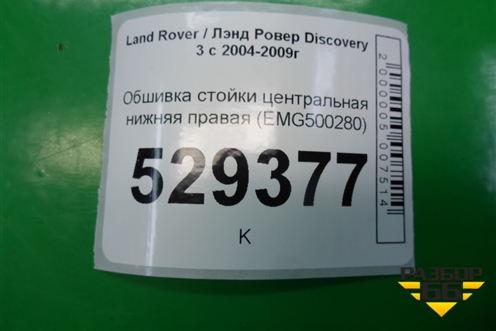 Land Rover / Лэнд Ровер Discovery
3 с 2004-2009г
Обшивка стойки центральная
нижняя правая (EMG500280)
529377
К
2000005007514
РАЗБОР
66